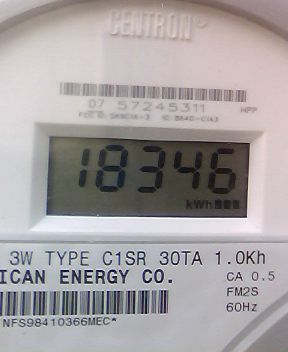 CENTRON
07 57245311 HPP
18346
kWh
3W TYPE C1SR 30TA 1.0Kh
ICAN ENERGY CO. CA 0.5
FM2S
60Hz
NFS98410366MEC*